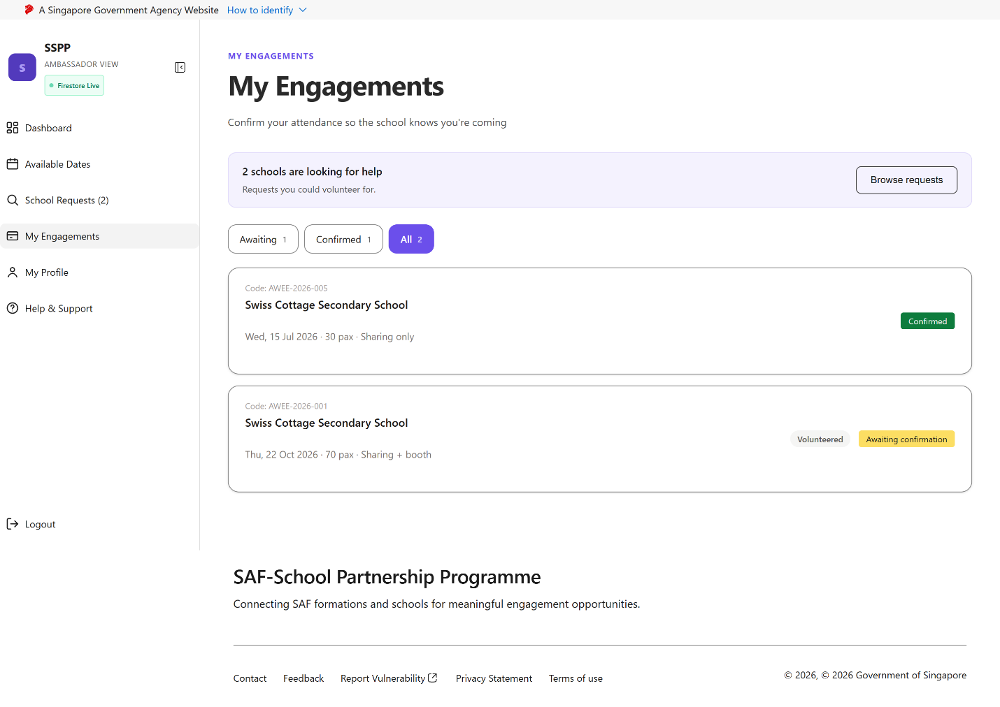 A Singapore Government Agency Website How to identify
SSPP
AMBASSADOR VIEW
S
Firestore Live
Dashboard
Available Dates
School Requests (2)
My Engagements
My Profile
Help & Support
Logout
MY ENGAGEMENTS
My Engagements
Confirm your attendance so the school knows you're coming
2 schools are looking for help
Requests you could volunteer for.
Browse requests
Awaiting 1
Confirmed 1
All 2
Code: AWEE-2026-005
Swiss Cottage Secondary School
Wed, 15 Jul 2026 · 30 pax · Sharing only
Confirmed
Code: AWEE-2026-001
Swiss Cottage Secondary School
Thu, 22 Oct 2026 · 70 pax · Sharing + booth
Volunteered
Awaiting confirmation
SAF-School Partnership Programme
Connecting SAF formations and schools for meaningful engagement opportunities.
Contact Feedback Report Vulnerability Privacy Statement Terms of use
© 2026, © 2026 Government of Singapore